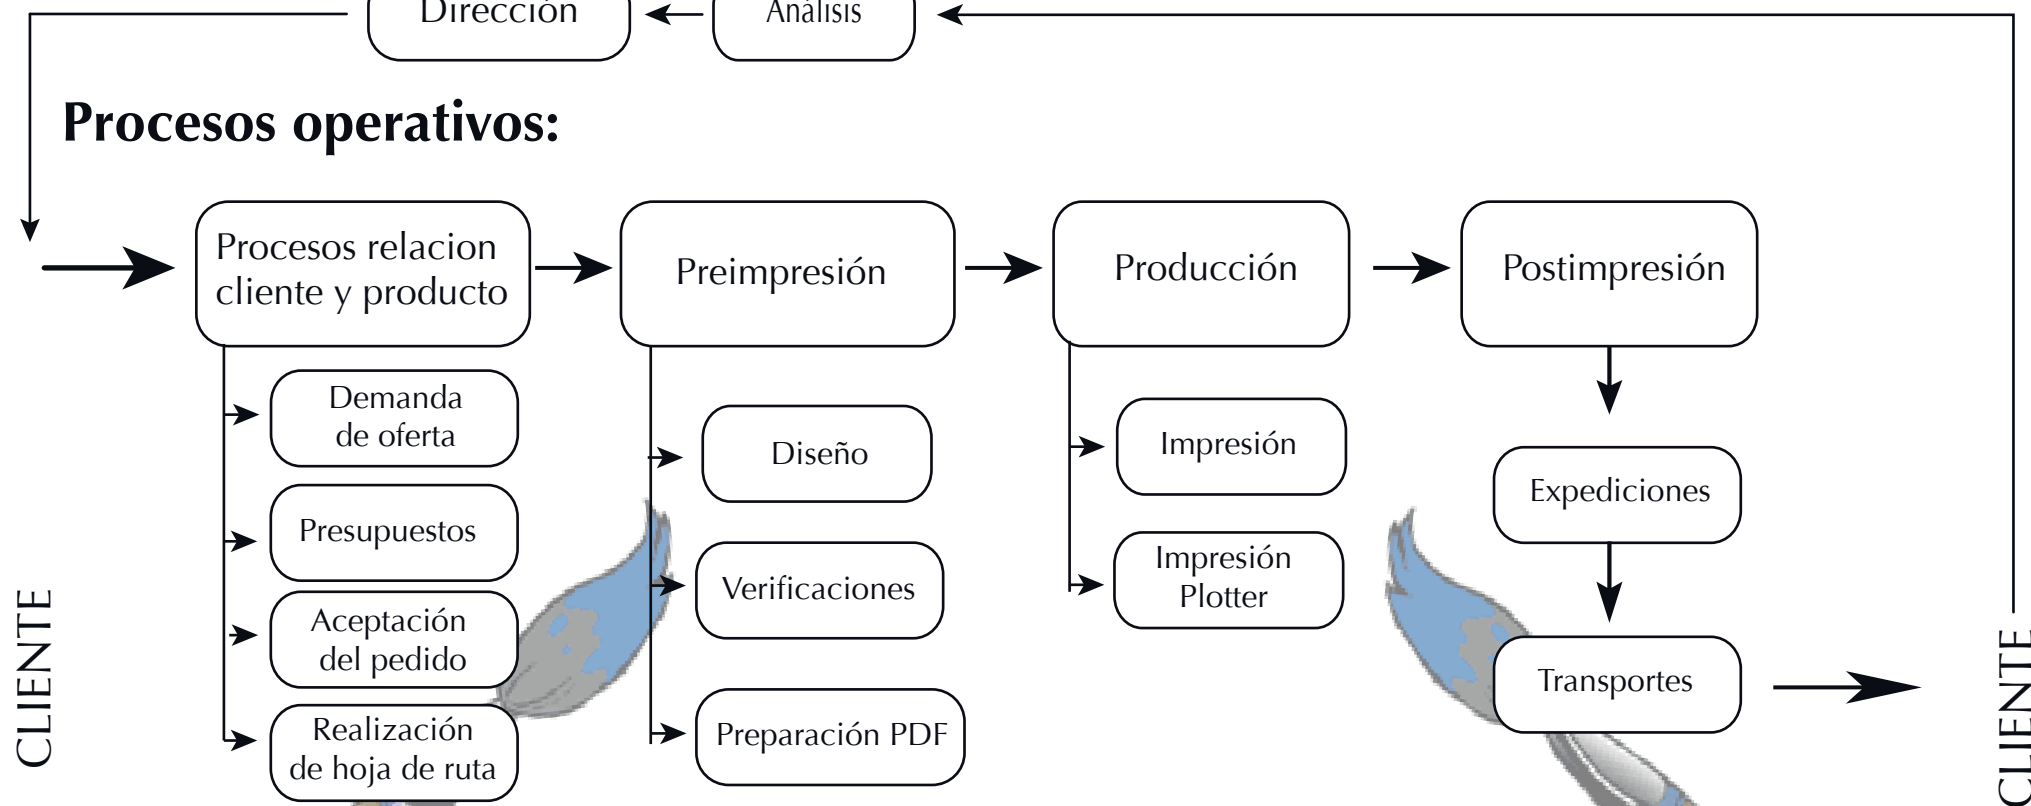 Dirección
Análisis
Procesos operativos:
Procesos relacion
cliente y producto
Preimpresión
Producción
Postimpresión
Demanda
de oferta
Presupuestos
Aceptación
del pedido
Realización
de hoja de ruta
Diseño
Verificaciones
Preparación PDF
Impresión
Impresión
Plotter
Expediciones
Transportes
CLIENTE
CLIENTE